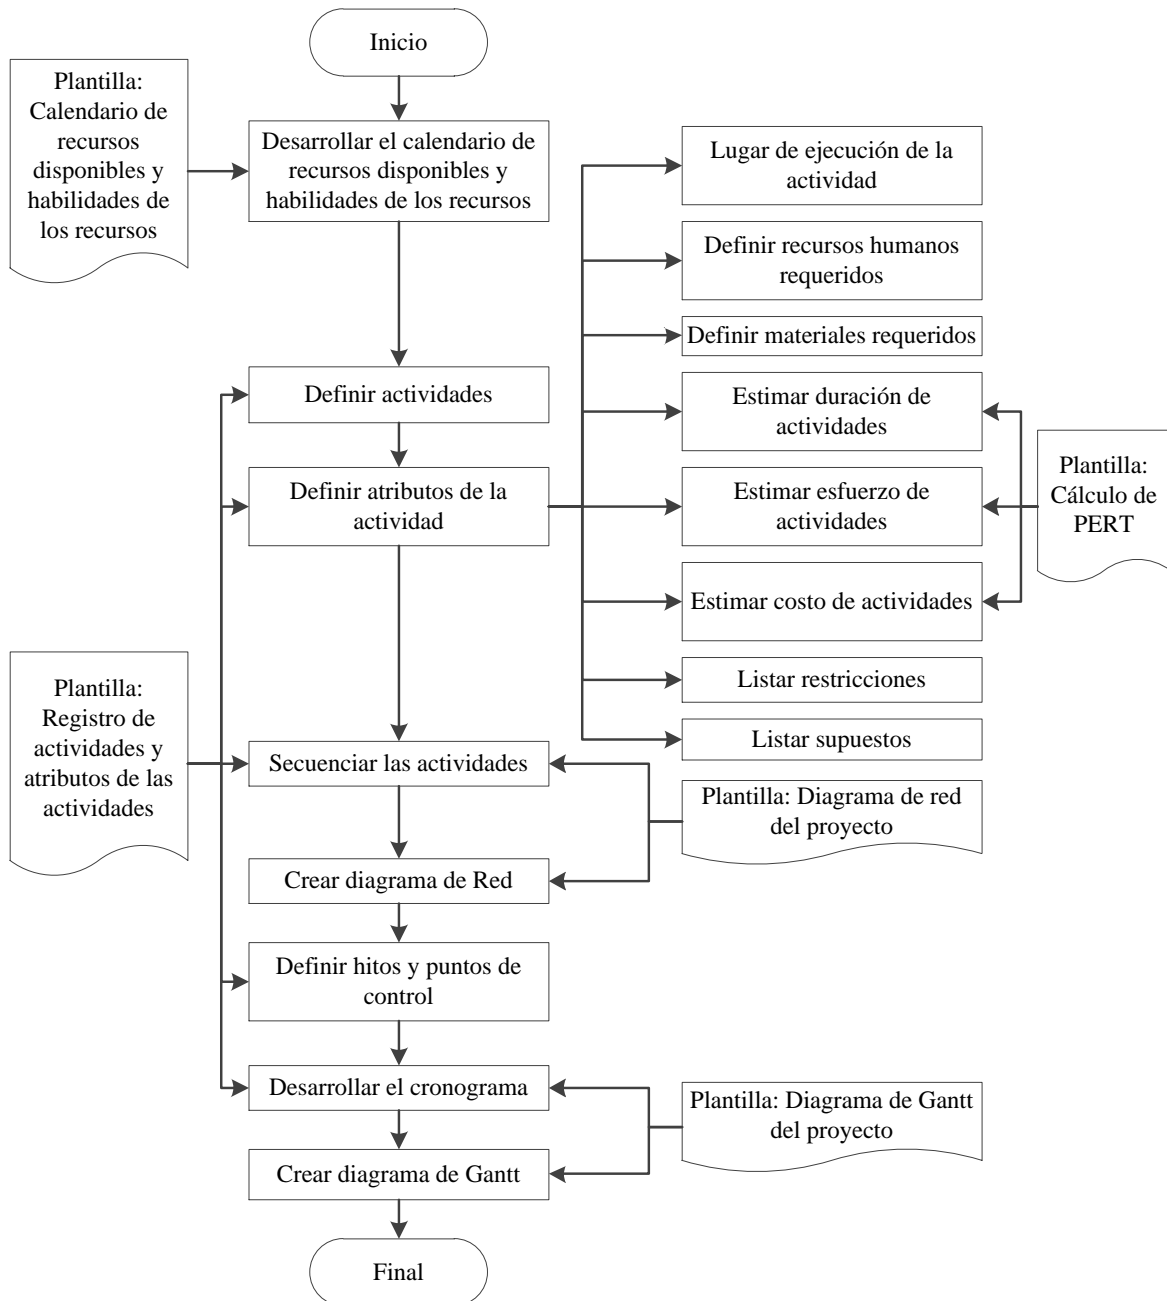 Inicio
Plantilla:
Calendario de
recursos
disponibles y
habilidades de
los recursos
Desarrollar el calendario de
recursos disponibles y
habilidades de los recursos
Lugar de ejecución de la
actividad
Definir recursos humanos
requeridos
Definir materiales requeridos
Definir actividades
Estimar duración de
actividades
Definir atributos de la
actividad
Estimar esfuerzo de
actividades
Plantilla:
Cálculo de
PERT
Estimar costo de actividades
Plantilla:
Registro de
actividades y
atributos de las
actividades
Listar restricciones
Listar supuestos
Secuenciar las actividades
Plantilla: Diagrama de red
del proyecto
Crear diagrama de Red
Definir hitos y puntos de
control
Desarrollar el cronograma
Plantilla: Diagrama de Gantt
del proyecto
Crear diagrama de Gantt
Final